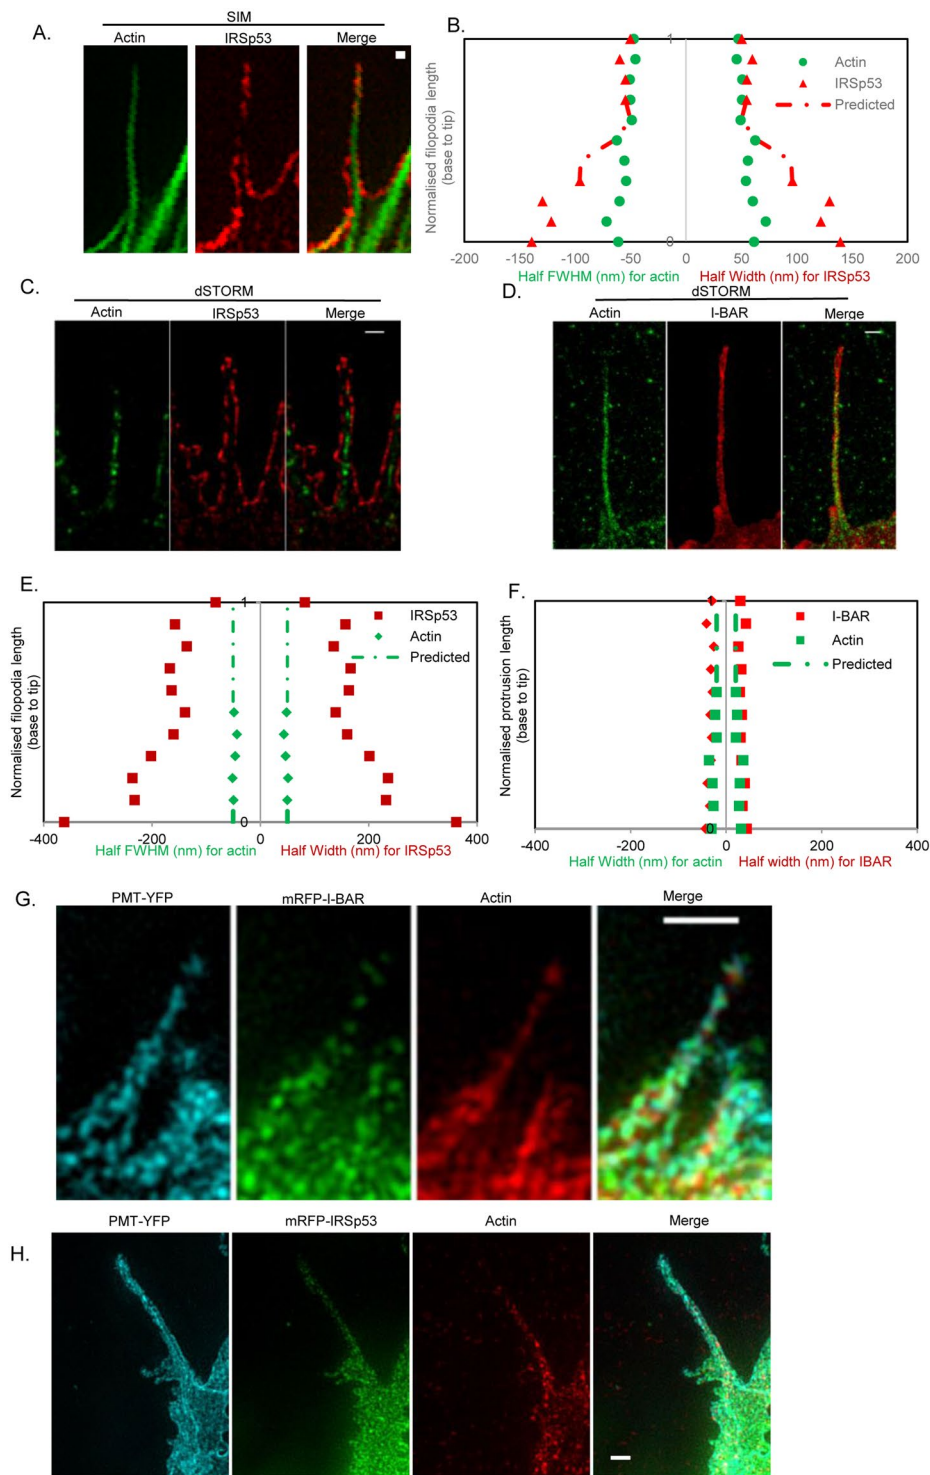 SIM
A.
Actin
IRSp53
Merge
B.
Normalised filopodia length
(base to tip)
1
0
Actin
IRSp53
Predicted
-200
-150
-100
-50
0
50
100
150
200
Half FWHM (nm) for actin
Half Width (nm) for IRSp53
C.
dSTORM
Actin
IRSp53
Merge
D.
dSTORM
Actin
I-BAR
Merge
E.
Normalised filopodia length
(base to tip)
1
IRSp53
Actin
Predicted
0
-400
-200
0
200
400
Half FWHM (nm) for actin
Half Width (nm) for IRSp53
F.
Normalised protrusion length
(base to tip)
1
I-BAR
Actin
Predicted
0
-400
-200
0
200
400
Half Width (nm) for actin
Half width (nm) for IBAR
G.
PMT-YFP
mRFP-I-BAR
Actin
Merge
H.
PMT-YFP
mRFP-IRSp53
Actin
Merge